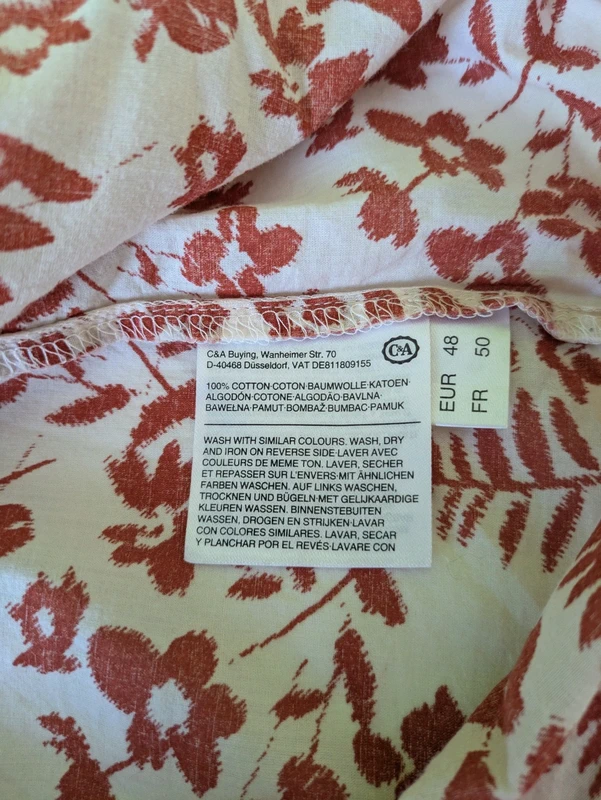 C&A Buying, Wanheimer Str. 70
D-40468 Düsseldorf, VAT DE811809155
C&A
100% COTTON·COTON·BAUMWOLLE·KATOEN·
ALGODÓN·COTONE·ALGODÃO·BAVLNA·
BAWEŁNA·PAMUT·BOMBAŽ·BUMBAC·PAMUK
WASH WITH SIMILAR COLOURS. WASH, DRY
AND IRON ON REVERSE SIDE·LAVER AVEC
COULEURS DE MEME TON. LAVER, SECHER
ET REPASSER SUR L'ENVERS·MIT ÄHNLICHEN
FARBEN WASCHEN. AUF LINKS WASCHEN,
TROCKNEN UND BÜGELN·MET GELIJKAARDIGE
KLEUREN WASSEN. BINNENSTEBUITEN
WASSEN, DROGEN EN STRIJKEN·LAVAR
CON COLORES SIMILARES. LAVAR, SECAR
Y PLANCHAR POR EL REVÉS·LAVARE CON
EUR 48
FR 50